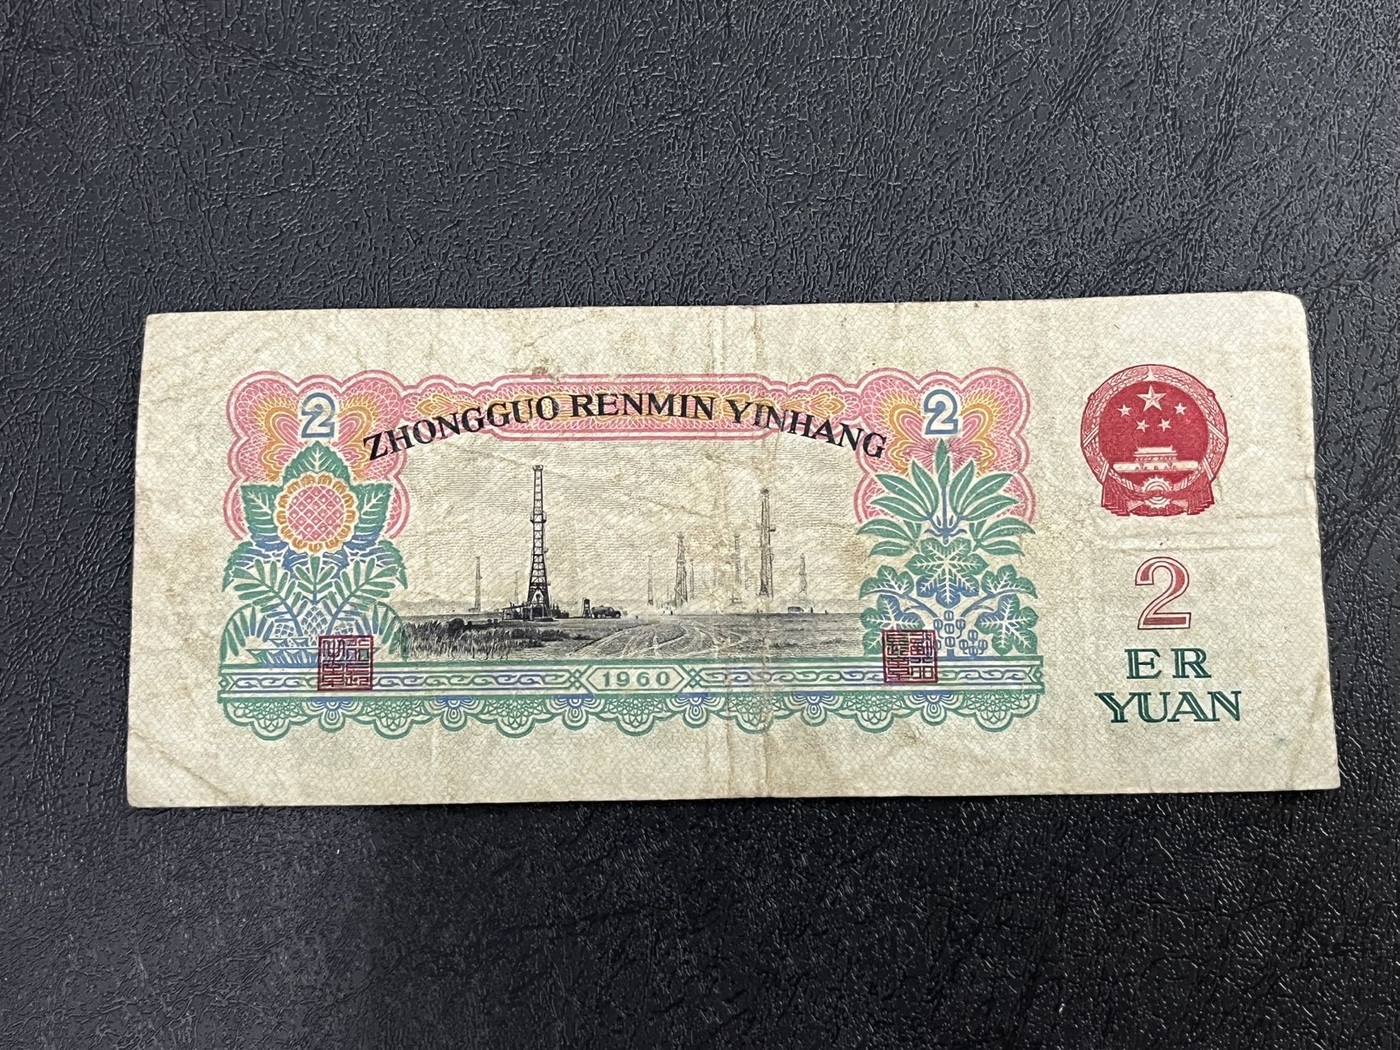 2
2
ZHONGGUO RENMIN YINHANG
1960
2
ER
YUAN